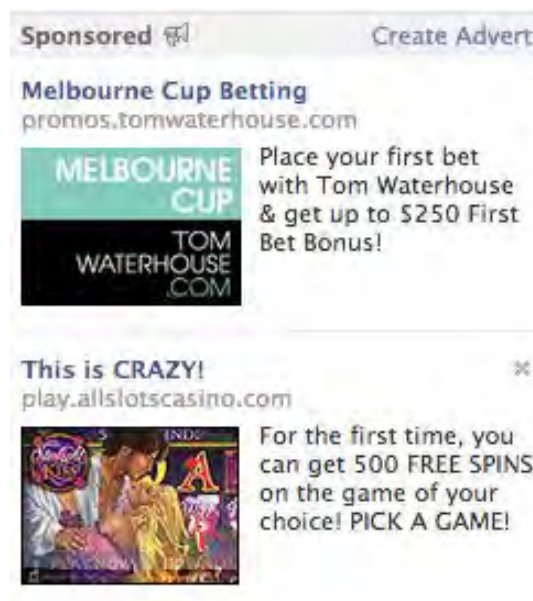 Sponsored
Create Advert
Melbourne Cup Betting
promos.tomwaterhouse.com
MELBOURNE
CUP
TOM
WATERHOUSE
.COM
Place your first bet
with Tom Waterhouse
& get up to $250 First
Bet Bonus!
This is CRAZY!
play.allslotscasino.com
For the first time, you
can get 500 FREE SPINS
on the game of your
choice! PICK A GAME!